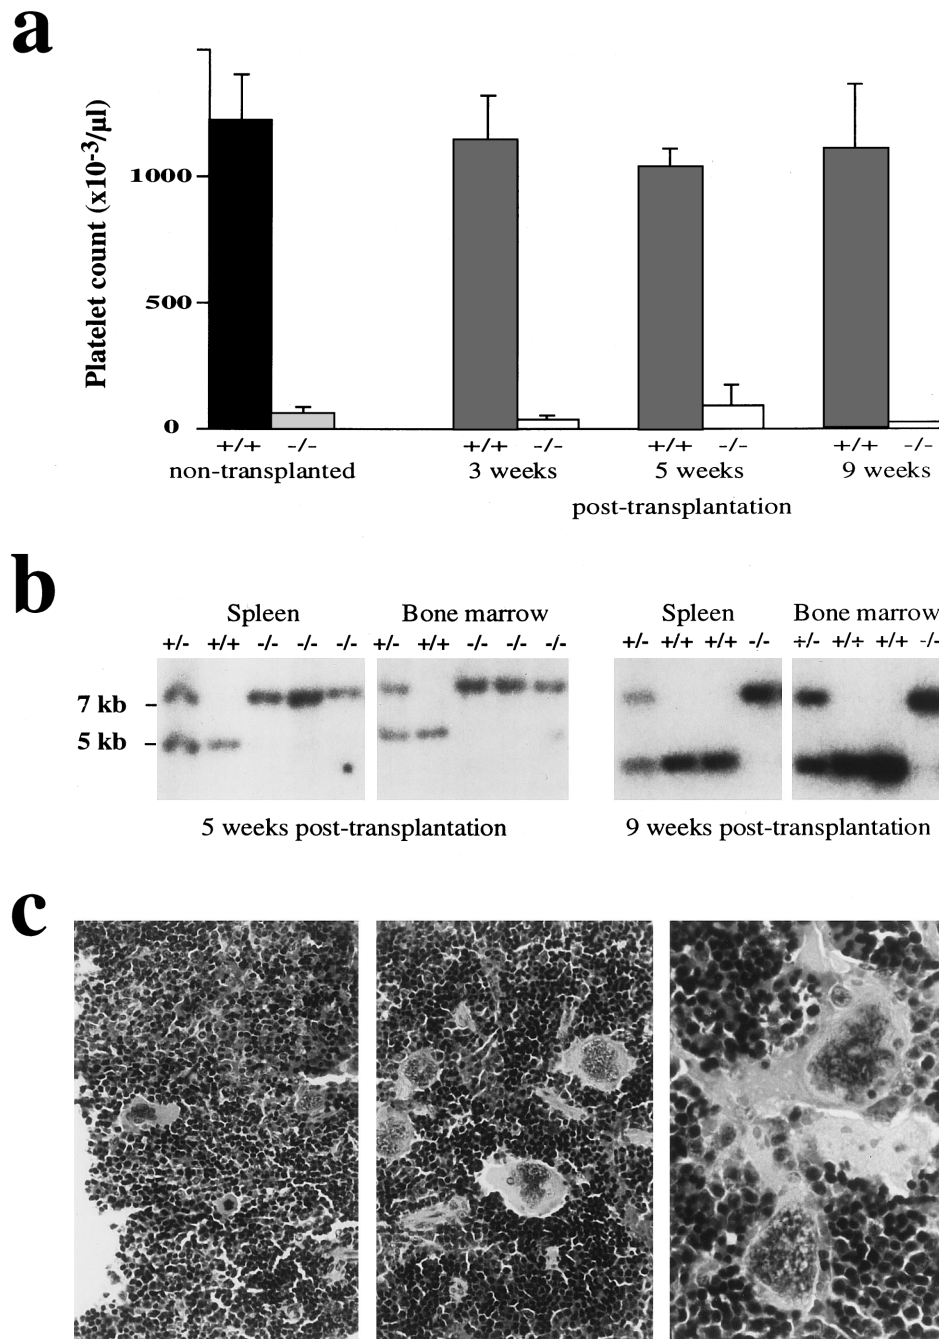 a
Platelet count (x10-3/µl)
1000
500
0
+/+ -/- +/+ -/- +/+ -/- +/+ -/-
non-transplanted 3 weeks 5 weeks 9 weeks
post-transplantation
b
Spleen Bone marrow Spleen Bone marrow
+/- +/+ -/- -/- -/- +/- +/+ -/- -/- -/- +/- +/+ +/+ -/- +/- +/+ +/+ -/-
7 kb
5 kb
5 weeks post-transplantation 9 weeks post-transplantation
c